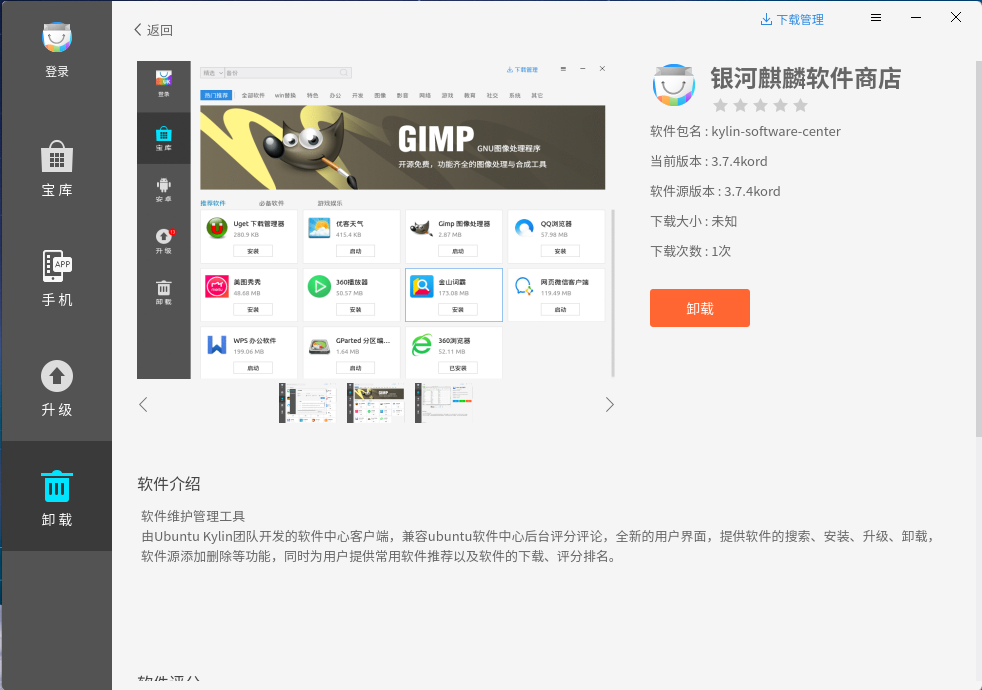 登录
宝库
手机
APP
升级
卸载
返回
下载管理
登录
宝库
安卓
升级
卸载
精选
备份
下载管理
热门推荐 全部软件 win替换 特色 办公 开发 图像 影音 网络 游戏 教育 社交 系统 其它
GIMP GNU图像处理程序
开源免费，功能齐全的图像处理与合成工具
推荐软件 必备软件 游戏娱乐
Uget 下载管理器
280.9 KB
安装
优客天气
415.4 KB
启动
Gimp 图像处理器
2.87 MB
启动
QQ浏览器
57.98 MB
安装
美图秀秀
48.68 MB
安装
360播放器
50.57 MB
安装
金山词霸
173.08 MB
安装
网页微信客户端
119.49 MB
启动
WPS 办公软件
199.06 MB
启动
GParted 分区编...
1.64 MB
启动
360浏览器
52.11 MB
已安装
银河麒麟软件商店
软件包名 : kylin-software-center
当前版本 : 3.7.4kord
软件源版本 : 3.7.4kord
下载大小 : 未知
下载次数 : 1次
卸载
软件介绍
软件维护管理工具
由Ubuntu Kylin团队开发的软件中心客户端，兼容ubuntu软件中心后台评分评论，全新的用户界面，提供软件的搜索、安装、升级、卸载，
软件源添加删除等功能，同时为用户提供常用软件推荐以及软件的下载、评分排名。
软件评分